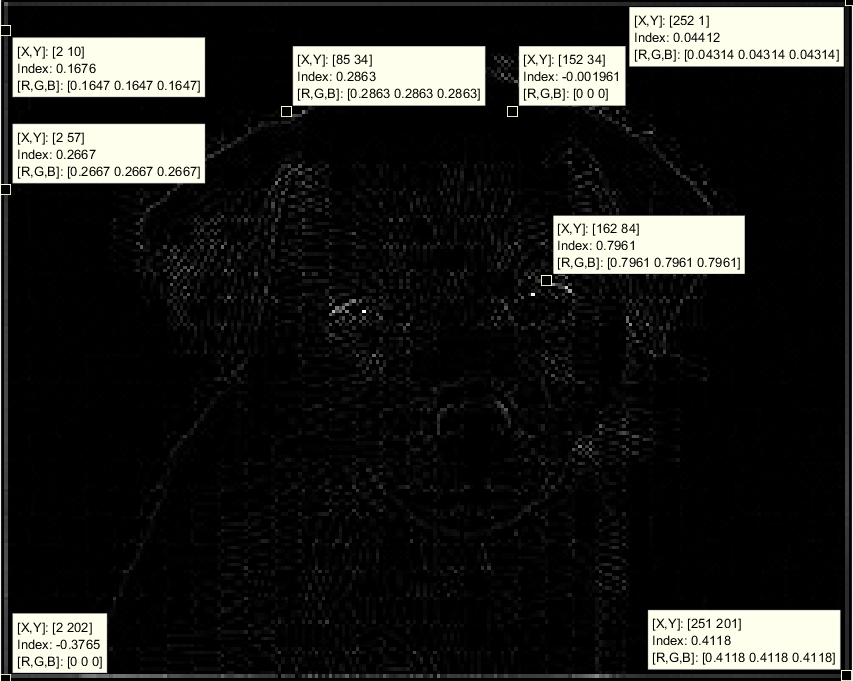 [X,Y]: [252 1]
Index: 0.04412
[R,G,B]: [0.04314 0.04314 0.04314]
[X,Y]: [2 10]
Index: 0.1676
[R,G,B]: [0.1647 0.1647 0.1647]
[X,Y]: [85 34]
Index: 0.2863
[R,G,B]: [0.2863 0.2863 0.2863]
[X,Y]: [152 34]
Index: -0.001961
[R,G,B]: [0 0 0]
[X,Y]: [2 57]
Index: 0.2667
[R,G,B]: [0.2667 0.2667 0.2667]
[X,Y]: [162 84]
Index: 0.7961
[R,G,B]: [0.7961 0.7961 0.7961]
[X,Y]: [2 202]
Index: -0.3765
[R,G,B]: [0 0 0]
[X,Y]: [251 201]
Index: 0.4118
[R,G,B]: [0.4118 0.4118 0.4118]